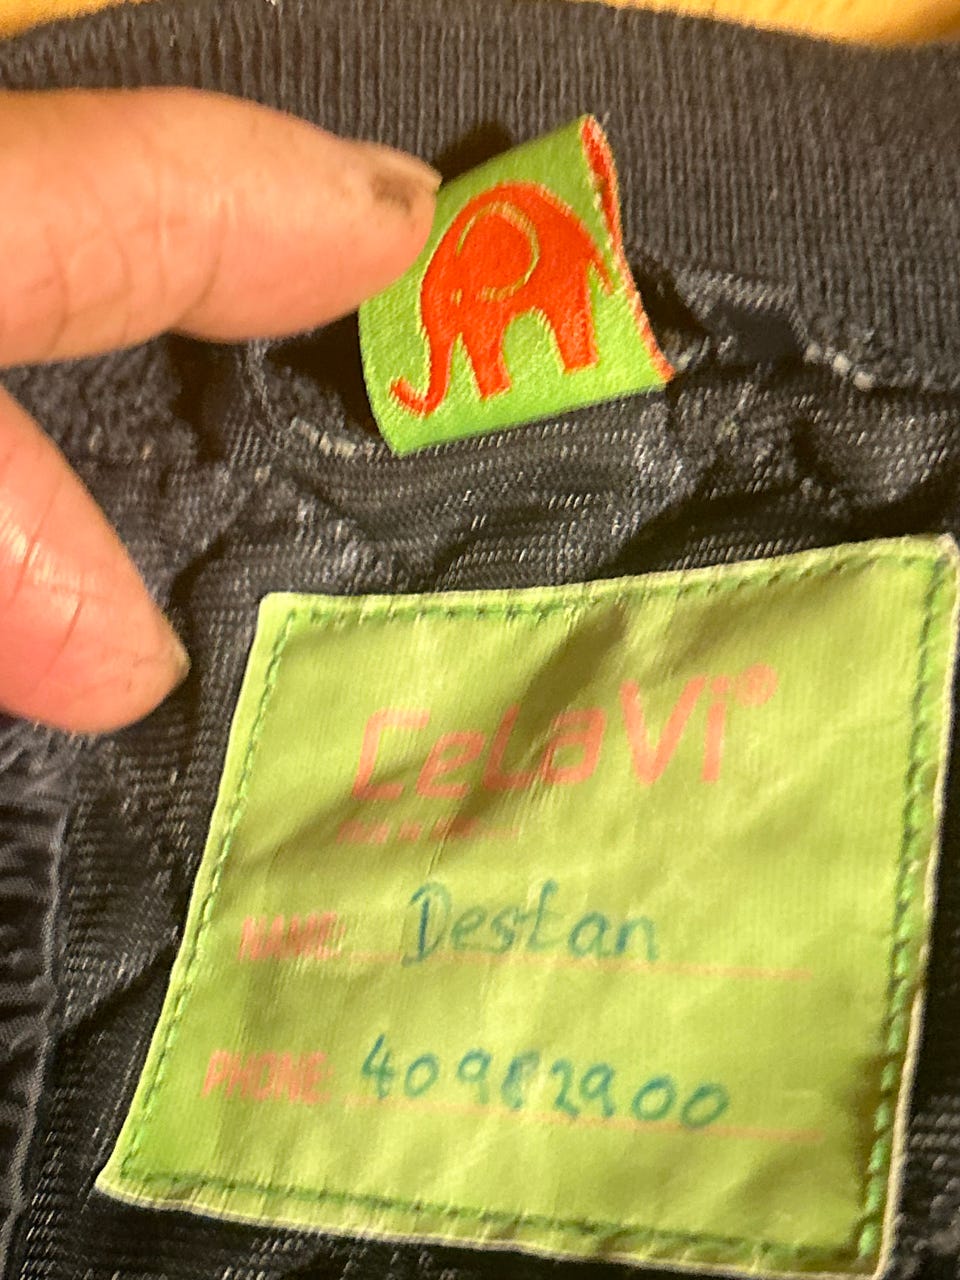 CeLaVi®
NAME: Destan
PHONE: 40982900